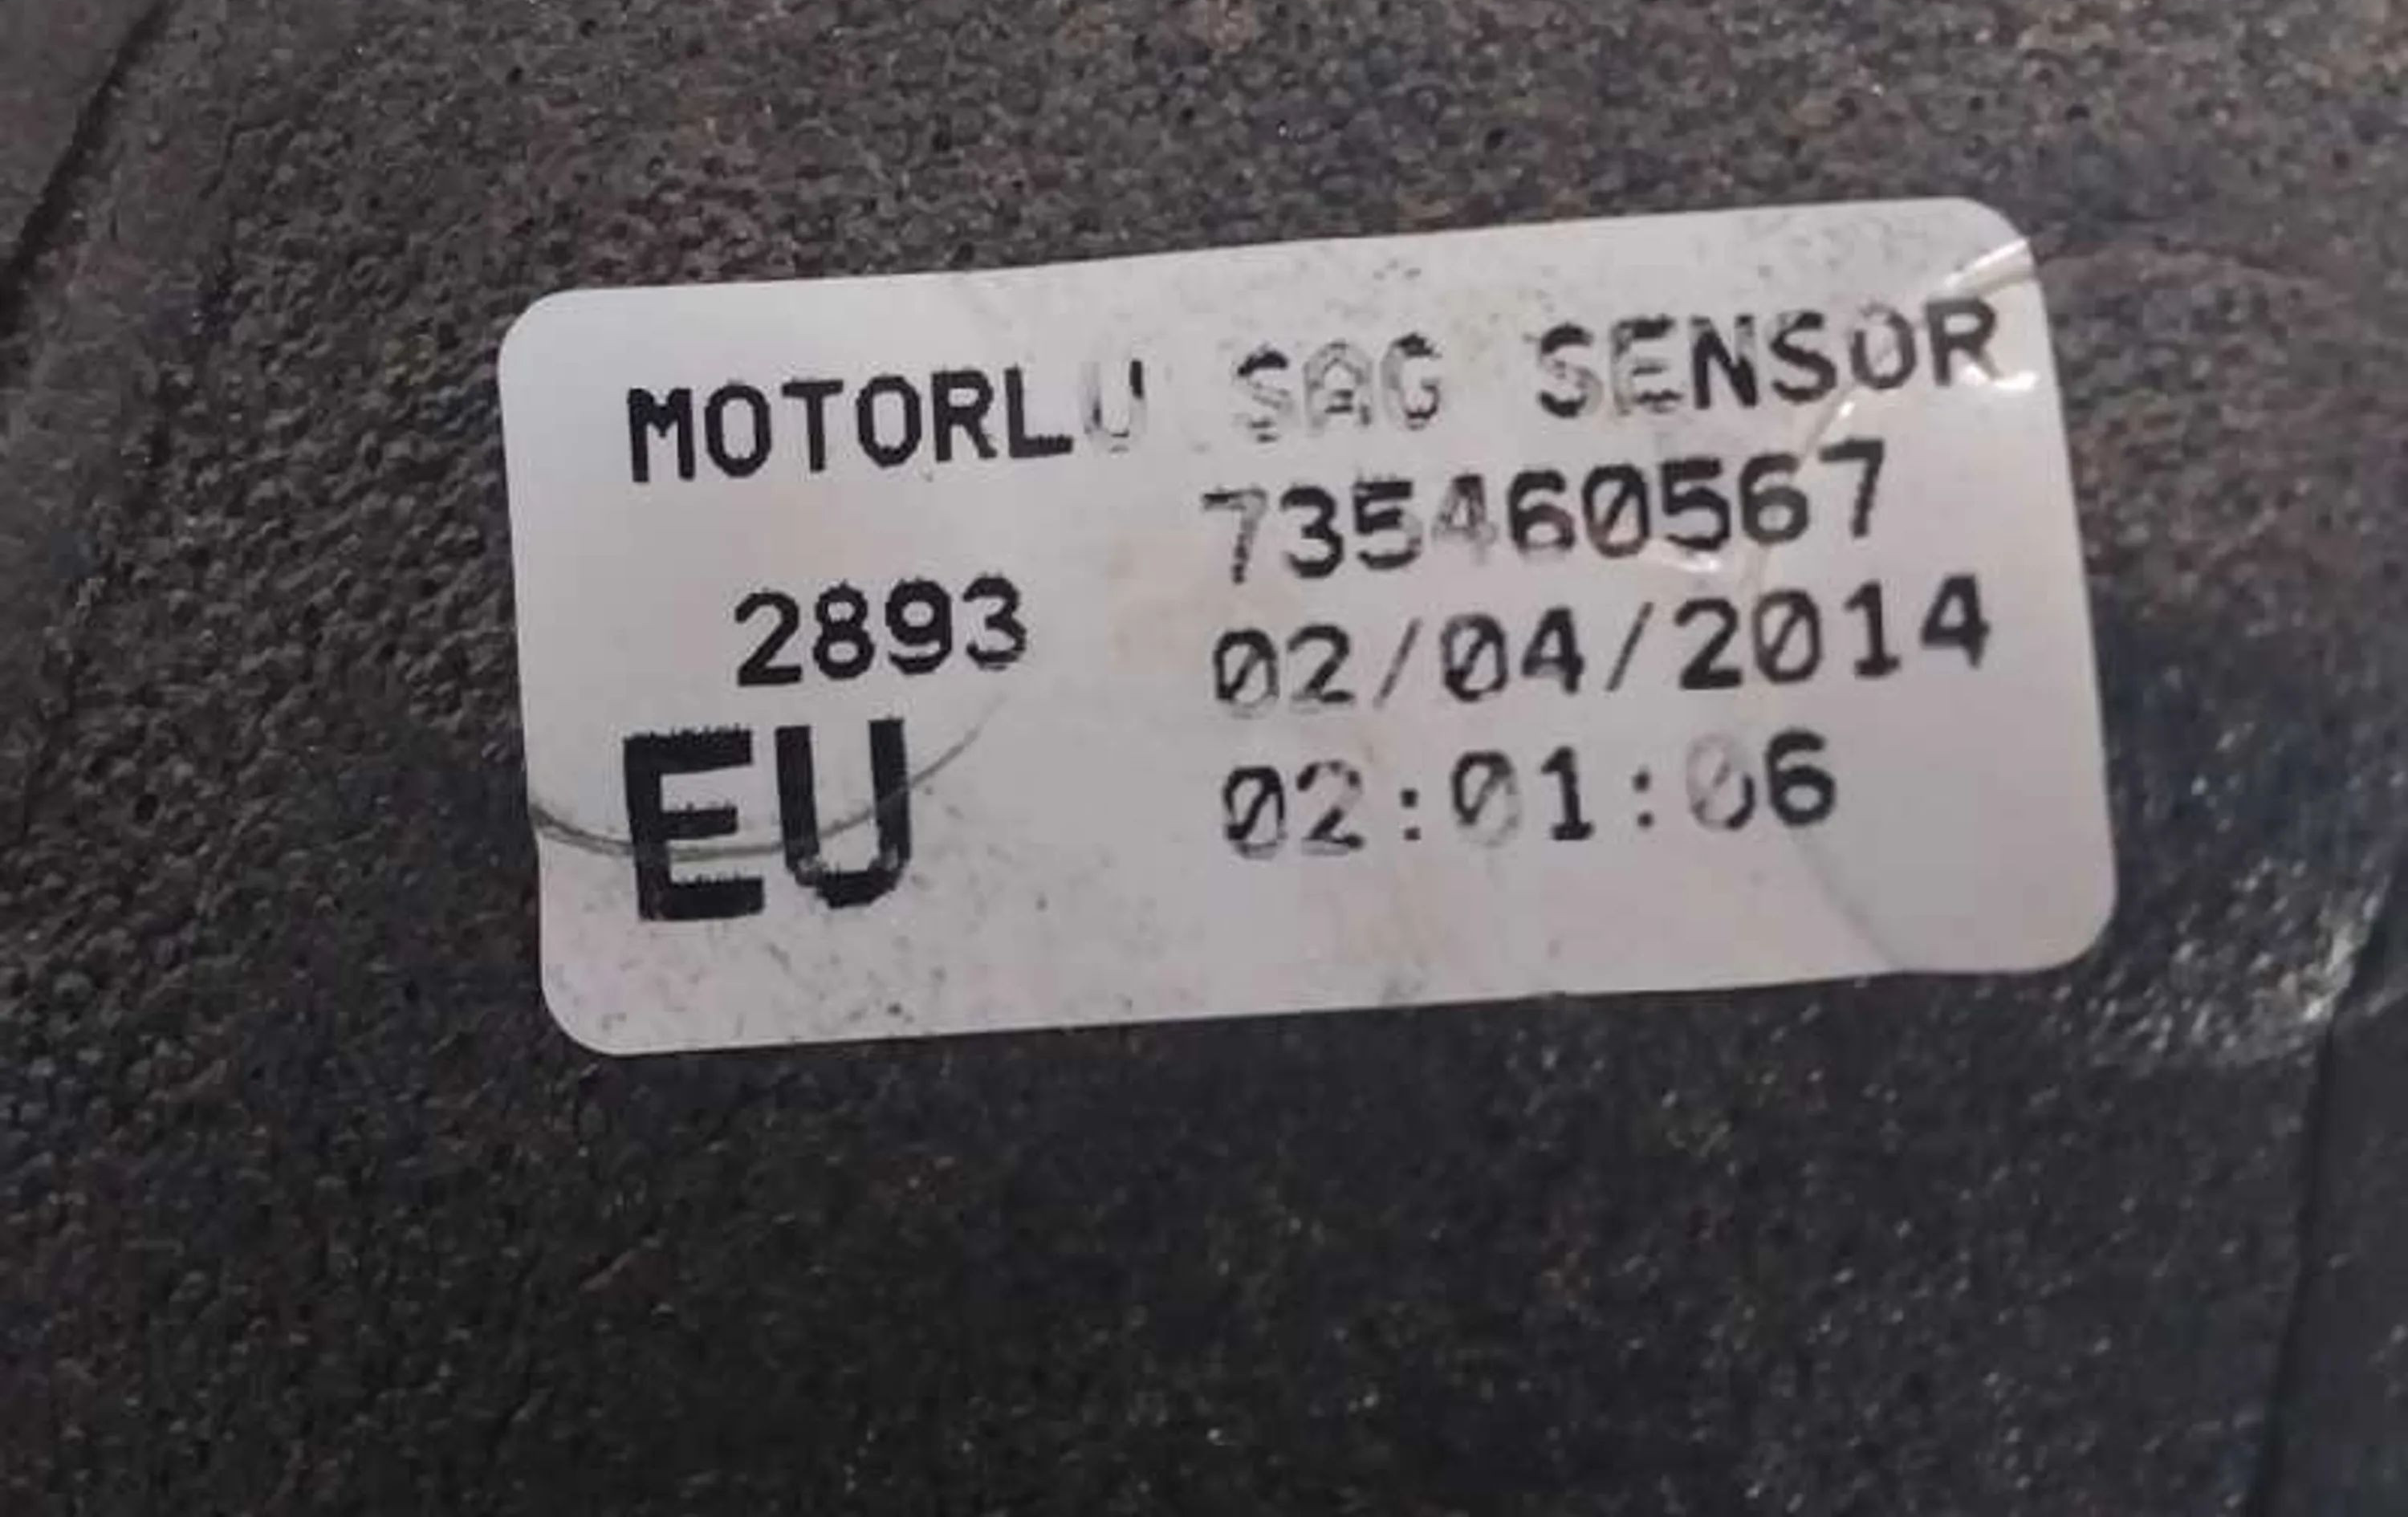 MOTORLU SAG SENSOR
735460567
2893 02/04/2014
EU 02:01:06